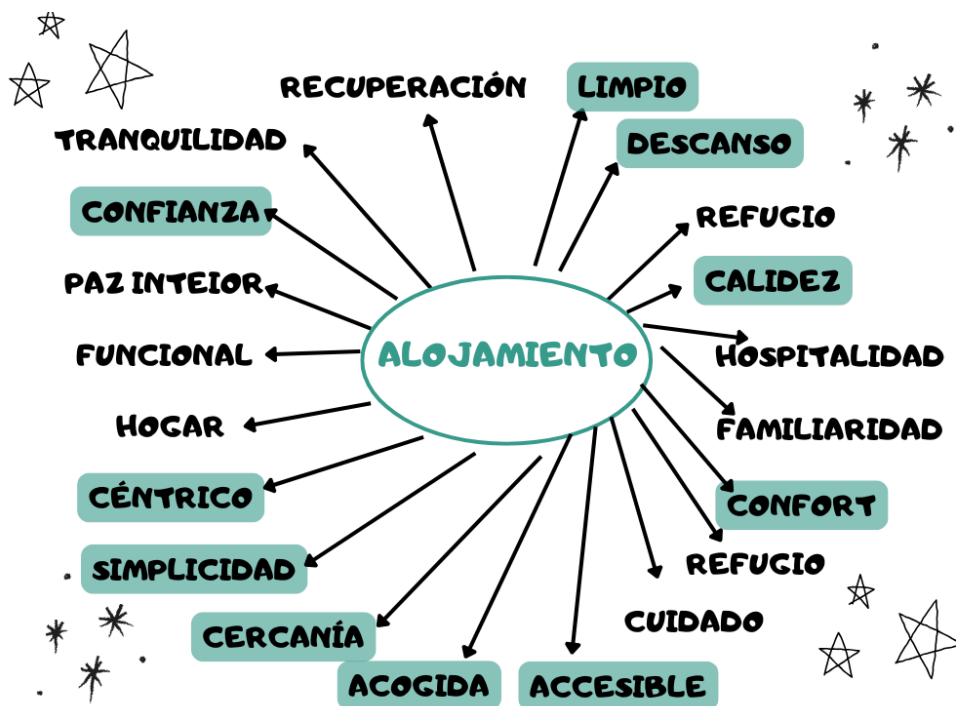 RECUPERACIÓN
LIMPIO
TRANQUILIDAD
DESCANSO
CONFIANZA
REFUGIO
PAZ INTEIOR
CALIDEZ
FUNCIONAL
ALOJAMIENTO
HOSPITALIDAD
HOGAR
FAMILIARIDAD
CÉNTRICO
CONFORT
SIMPLICIDAD
REFUGIO
CERCANÍA
CUIDADO
ACOGIDA
ACCESIBLE